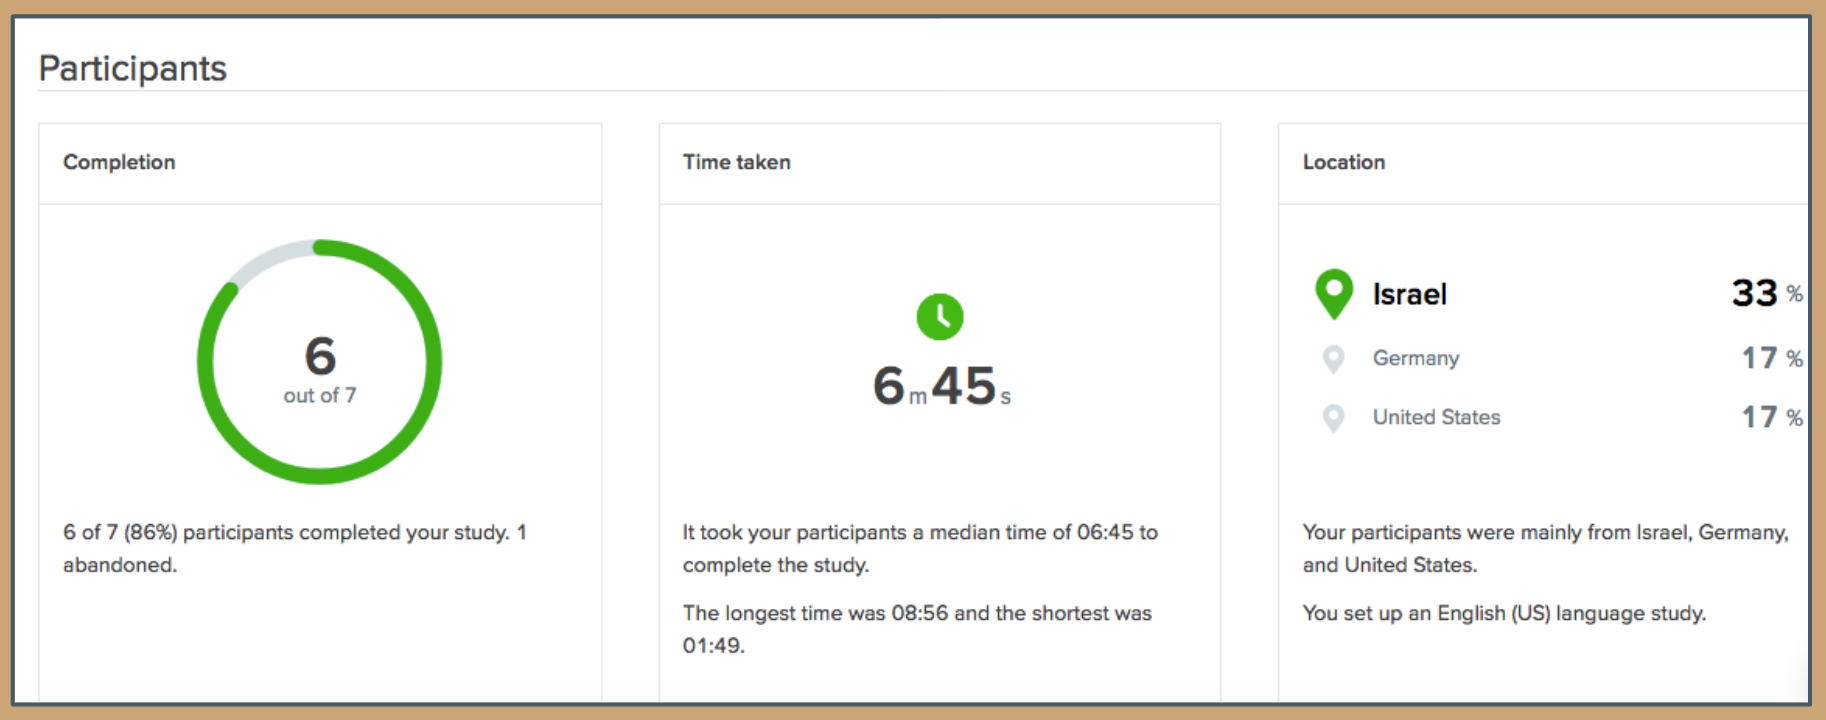 Participants
Completion
6
out of 7
6 of 7 (86%) participants completed your study. 1
abandoned.
Time taken
6 m 45 s
It took your participants a median time of 06:45 to
complete the study.
The longest time was 08:56 and the shortest was
01:49.
Location
Israel 33 %
Germany 17 %
United States 17 %
Your participants were mainly from Israel, Germany,
and United States.
You set up an English (US) language study.